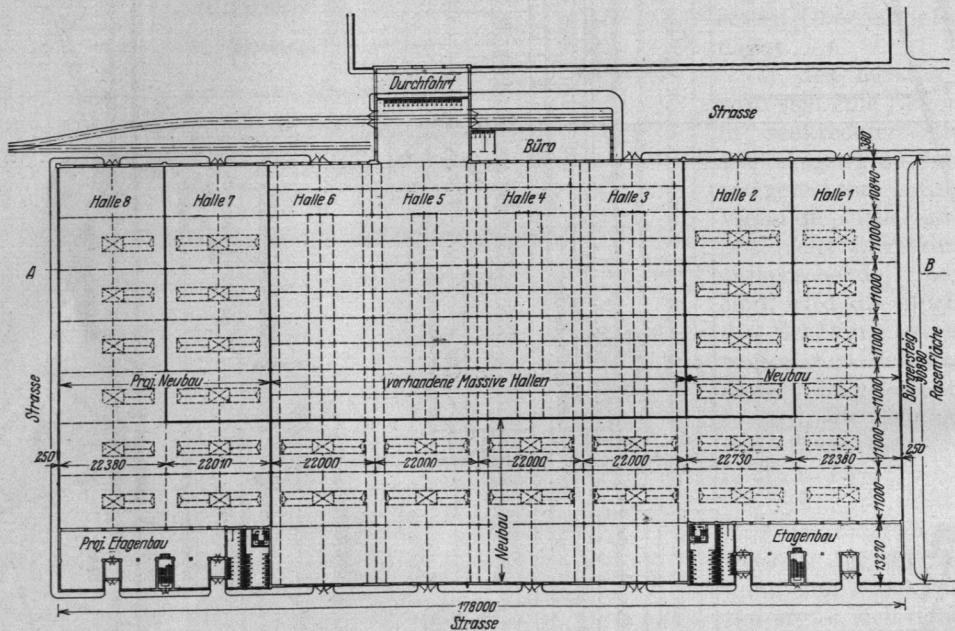 Durchfahrt
Strasse
Büro
380
Halle 8
Halle 7
Halle 6
Halle 5
Halle 4
Halle 3
Halle 2
Halle 1
10840
11000
A
B
11000
11000
Strasse
Proj. Neubau
vorhandene Massive Hallen
Neubau
11000
Bürgersteig
90880
Rasenfläche
11000
250
22380
22010
22000
22000
22000
22000
22730
22380
250
11000
Neubau
Proj. Etagenbau
Etagenbau
13270
178000
Strasse